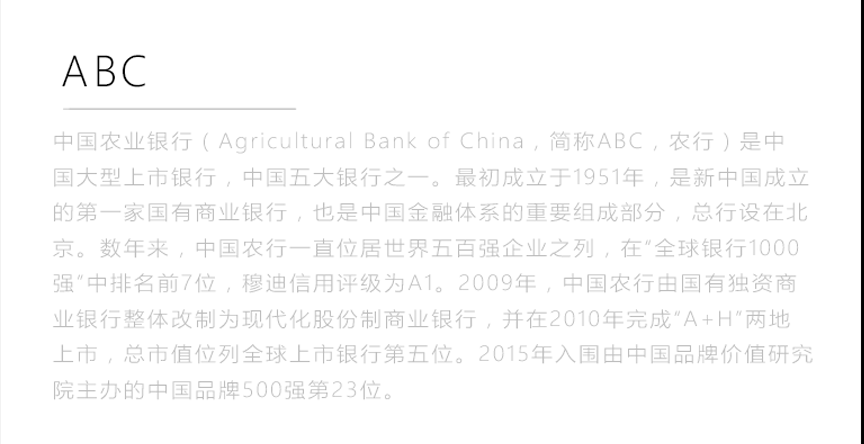 ABC
中国农业银行（Agricultural Bank of China，简称ABC，农行）是中
国大型上市银行，中国五大银行之一。最初成立于1951年，是新中国成立
的第一家国有商业银行，也是中国金融体系的重要组成部分，总行设在北
京。数年来，中国农行一直位居世界五百强企业之列，在“全球银行1000
强”中排名前7位，穆迪信用评级为A1。2009年，中国农行由国有独资商
业银行整体改制为现代化股份制商业银行，并在2010年完成“A+H”两地
上市，总市值位列全球上市银行第五位。2015年入围由中国品牌价值研究
院主办的中国品牌500强第23位。